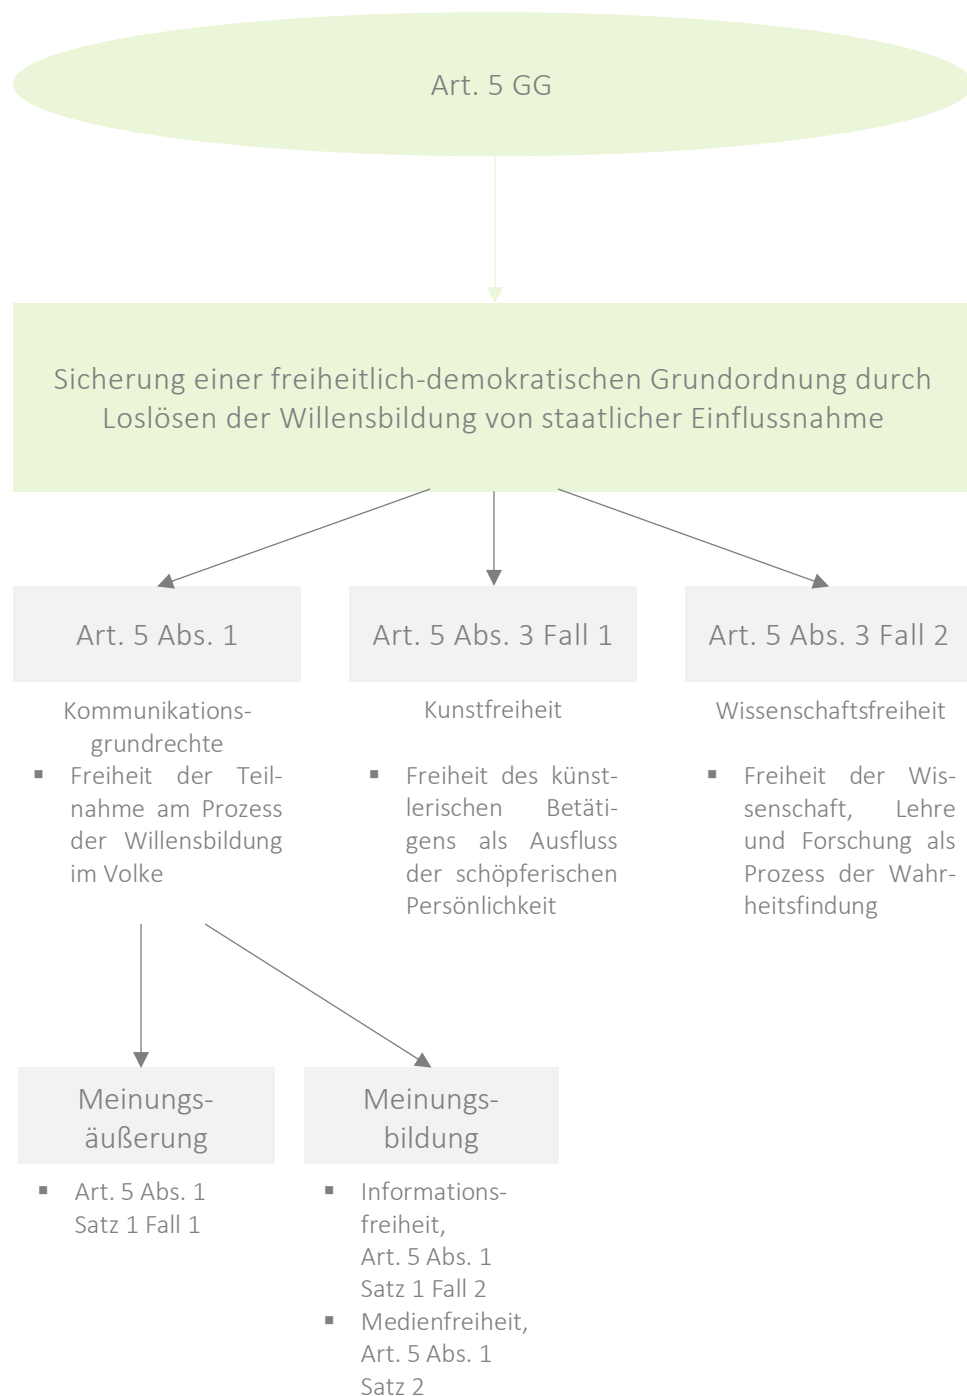 Art. 5 GG
Sicherung einer freiheitlich-demokratischen Grundordnung durch
Loslösen der Willensbildung von staatlicher Einflussnahme
Art. 5 Abs. 1
Kommunikations-
grundrechte
▪ Freiheit der Teil-
nahme am Prozess
der Willensbildung
im Volke
Art. 5 Abs. 3 Fall 1
Kunstfreiheit
▪ Freiheit des künst-
lerischen Betäti-
gens als Ausfluss
der schöpferischen
Persönlichkeit
Art. 5 Abs. 3 Fall 2
Wissenschaftsfreiheit
▪ Freiheit der Wis-
senschaft, Lehre
und Forschung als
Prozess der Wahr-
heitsfindung
Meinungs-
äußerung
▪ Art. 5 Abs. 1
Satz 1 Fall 1
Meinungs-
bildung
▪ Informations-
freiheit,
Art. 5 Abs. 1
Satz 1 Fall 2
▪ Medienfreiheit,
Art. 5 Abs. 1
Satz 2